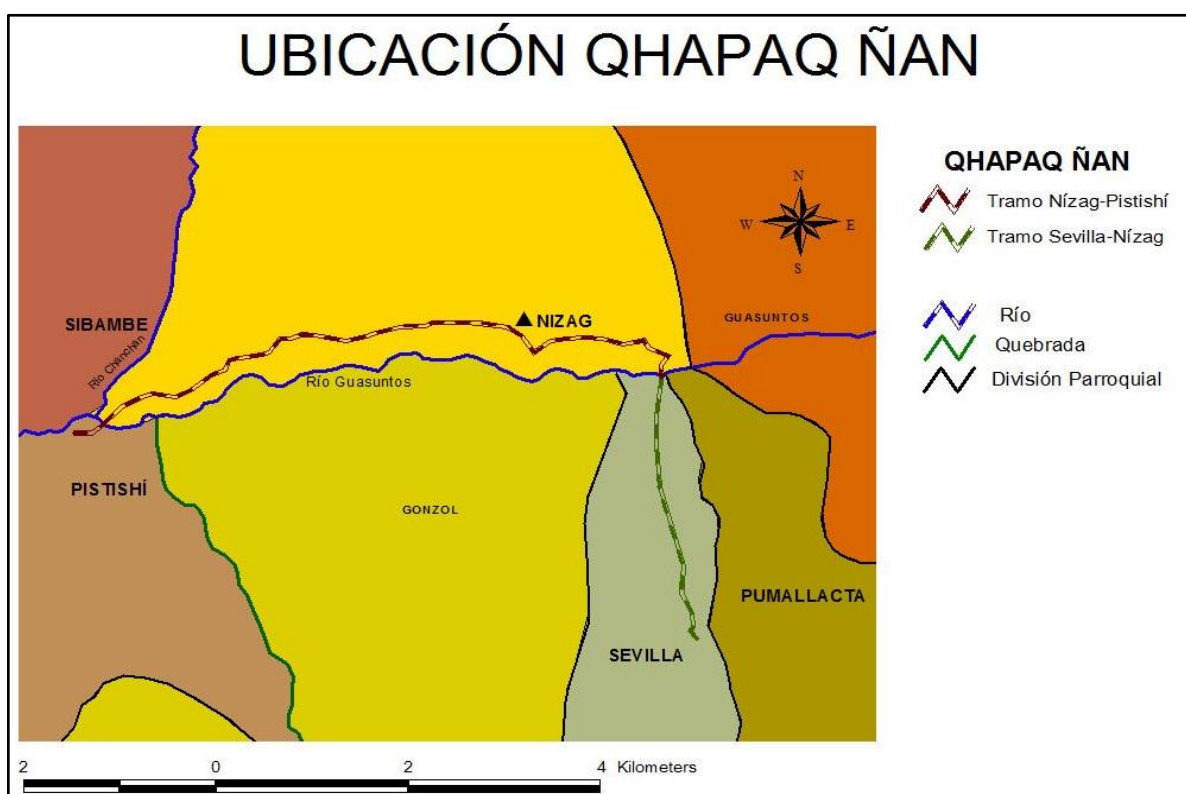 UBICACIÓN QHAPAQ ÑAN
QHAPAQ ÑAN
Tramo Nízag-Pistishí
Tramo Sevilla-Nízag
Río
Quebrada
División Parroquial
N
W
E
S
SIBAMBE
Río Chanchan
NIZAG
GUASUNTOS
Río Guasuntos
PISTISHÍ
GONZOL
PUMALLACTA
SEVILLA
2 0 2 4 Kilometers